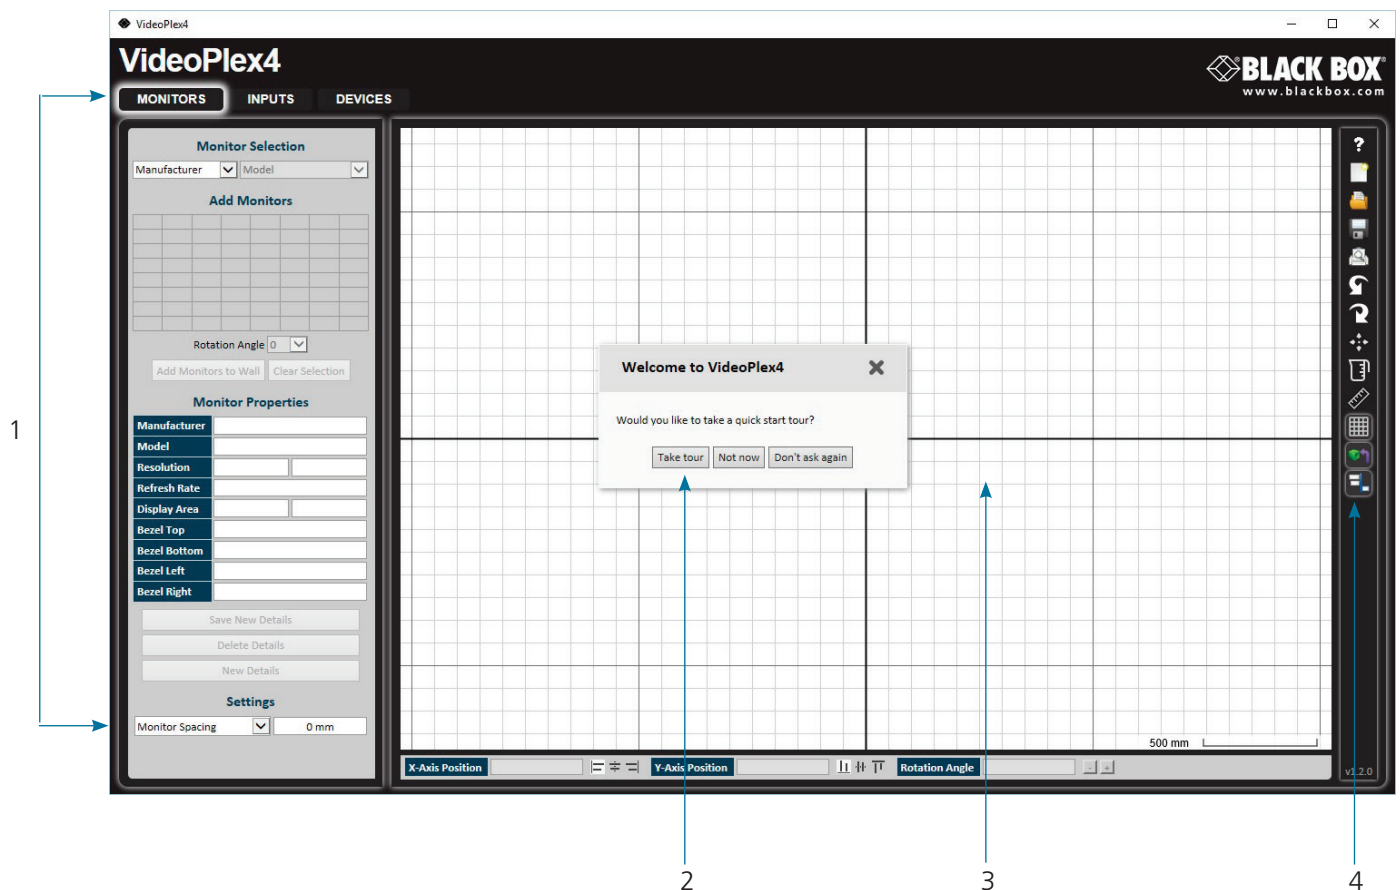 VideoPlex4
VideoPlex4
BLACK BOX®
www.blackbox.com
MONITORS INPUTS DEVICES
Monitor Selection
Manufacturer Model
Add Monitors
Rotation Angle 0
Add Monitors to Wall Clear Selection
Monitor Properties
Manufacturer
Model
Resolution
Refresh Rate
Display Area
Bezel Top
Bezel Bottom
Bezel Left
Bezel Right
Save New Details
Delete Details
New Details
Settings
Monitor Spacing 0 mm
Welcome to VideoPlex4
Would you like to take a quick start tour?
Take tour Not now Don't ask again
500 mm
X-Axis Position Y-Axis Position Rotation Angle - +
?
v1.2.0
1
2 3 4